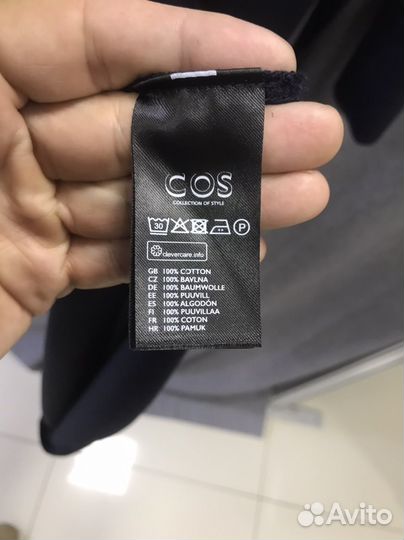 COS
COLLECTION OF STYLE
30 P
clevercare.info
GB 100% COTTON
CZ 100% BAVLNA
DE 100% BAUMWOLLE
EE 100% PUUVILL
ES 100% ALGODÓN
FI 100% PUUVILLAA
FR 100% COTON
HR 100% PAMUK
Avito